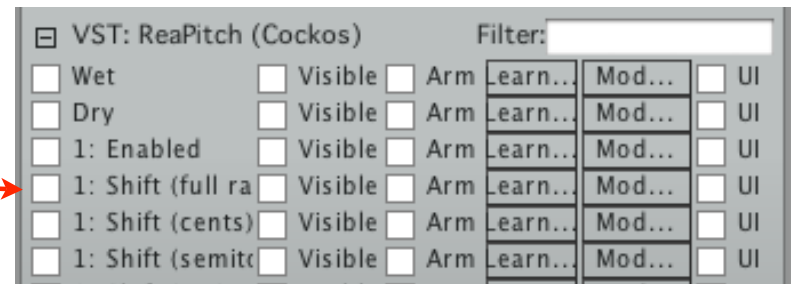 VST: ReaPitch (Cockos) Filter:
Wet Visible Arm Learn... Mod... UI
Dry Visible Arm Learn... Mod... UI
1: Enabled Visible Arm Learn... Mod... UI
1: Shift (full ra Visible Arm Learn... Mod... UI
1: Shift (cents) Visible Arm Learn... Mod... UI
1: Shift (semito Visible Arm Learn... Mod... UI